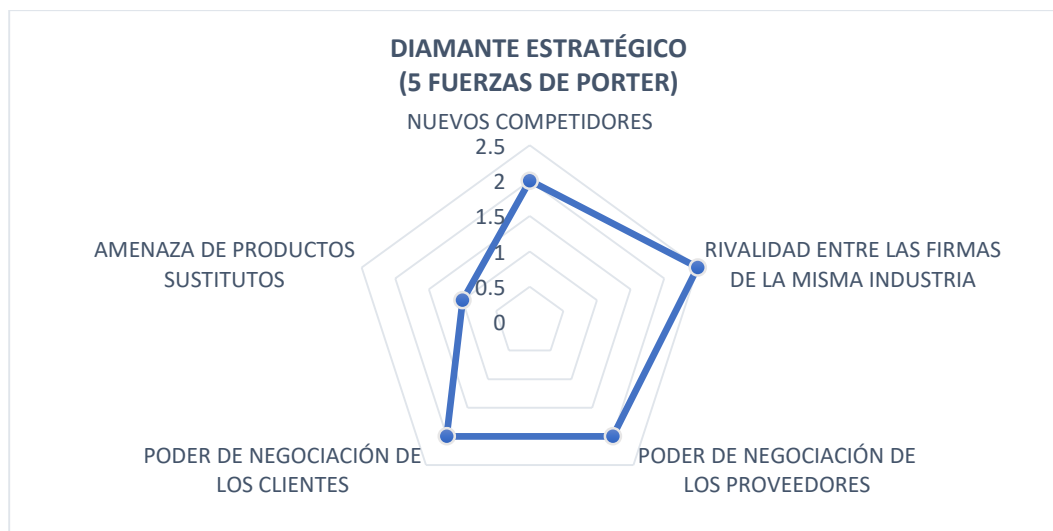 DIAMANTE ESTRATÉGICO
(5 FUERZAS DE PORTER)
NUEVOS COMPETIDORES
2.5
2
1.5
1
0.5
0
RIVALIDAD ENTRE LAS FIRMAS
DE LA MISMA INDUSTRIA
PODER DE NEGOCIACIÓN DE
LOS PROVEEDORES
PODER DE NEGOCIACIÓN DE
LOS CLIENTES
AMENAZA DE PRODUCTOS
SUSTITUTOS